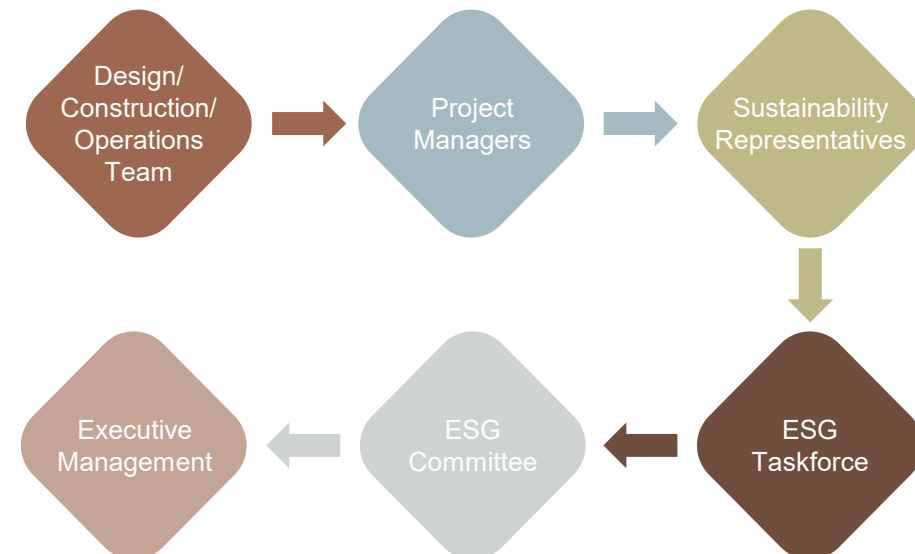 Design/
Construction/
Operations
Team
Project
Managers
Sustainability
Representatives
Executive
Management
ESG
Committee
ESG
Taskforce